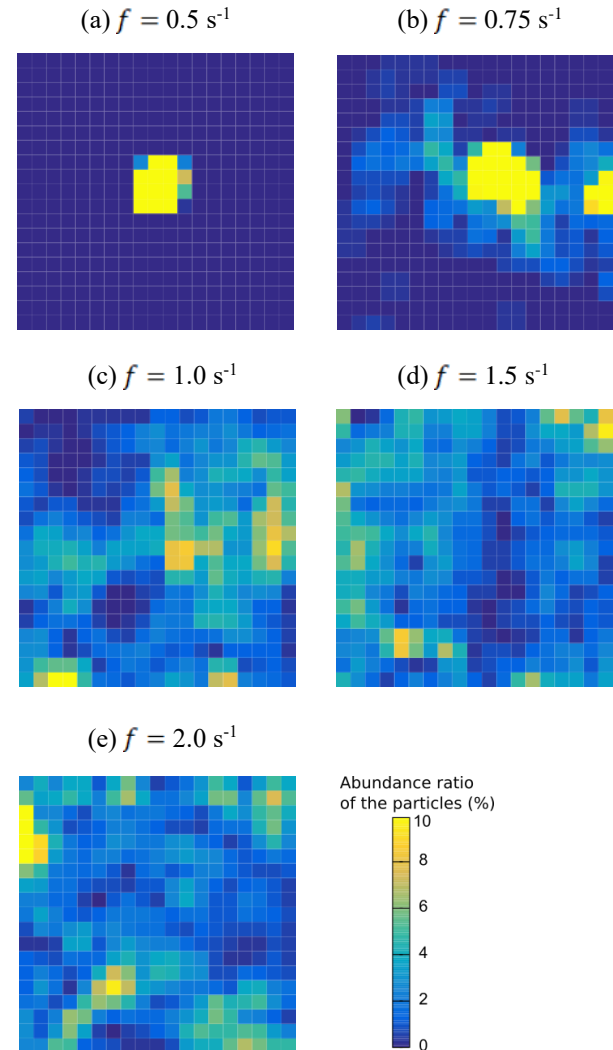 (a) f = 0.5 s⁻¹
(b) f = 0.75 s⁻¹
(c) f = 1.0 s⁻¹
(d) f = 1.5 s⁻¹
(e) f = 2.0 s⁻¹
Abundance ratio
of the particles (%)
10
8
6
4
2
0